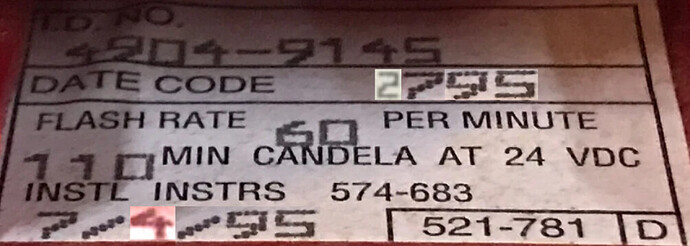 I.D. NO.
4904-9145
DATE CODE 2795
FLASH RATE 60 PER MINUTE
110 MIN CANDELA AT 24 VDC
INSTL INSTRS 574-683
7-4-95 521-781 D